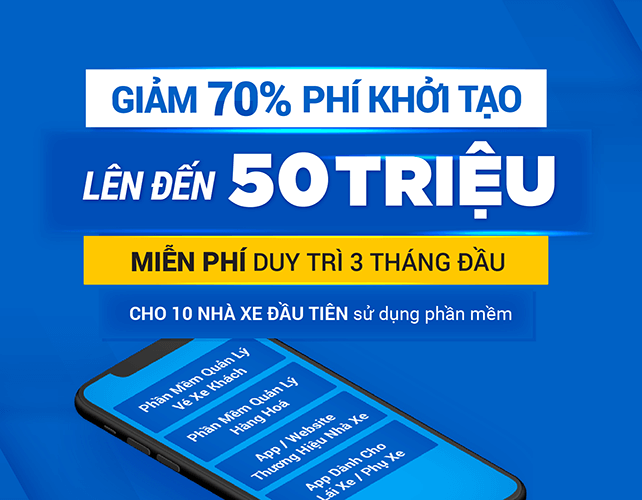 GIẢM 70% PHÍ KHỞI TẠO
LÊN ĐẾN 50 TRIỆU
MIỄN PHÍ DUY TRÌ 3 THÁNG ĐẦU
CHO 10 NHÀ XE ĐẦU TIÊN sử dụng phần mềm
Phần Mềm Quản Lý
Vé Xe Khách
Phần Mềm Quản Lý
Hàng Hoá
App / Website
Thương Hiệu Nhà Xe
App Dành Cho
Lái Xe / Phụ Xe